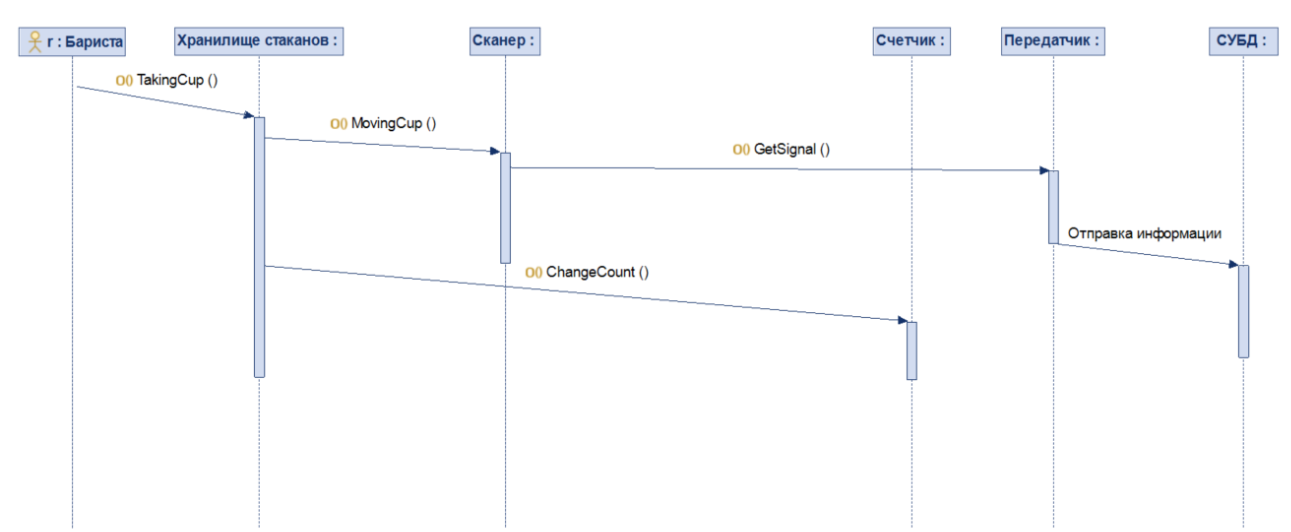 r : Бариста
Хранилище стаканов :
Сканер :
Счетчик :
Передатчик :
СУБД :
O() TakingCup ()
O() MovingCup ()
O() GetSignal ()
Отправка информации
O() ChangeCount ()